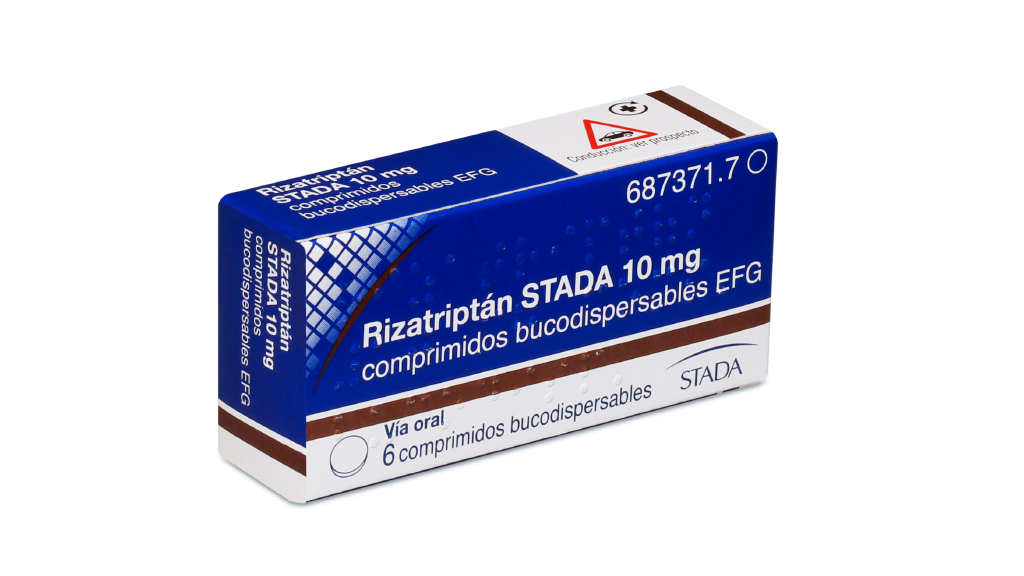 Rizatriptán
STADA 10 mg
comprimidos
bucodispersables EFG
Conducción: ver prospecto
687371.7
Rizatriptán STADA 10 mg
comprimidos bucodispersables EFG
Vía oral
6 comprimidos bucodispersables
STADA
Rizatriptán
STADA 10 mg
comprimidos
bucodispersables EFG